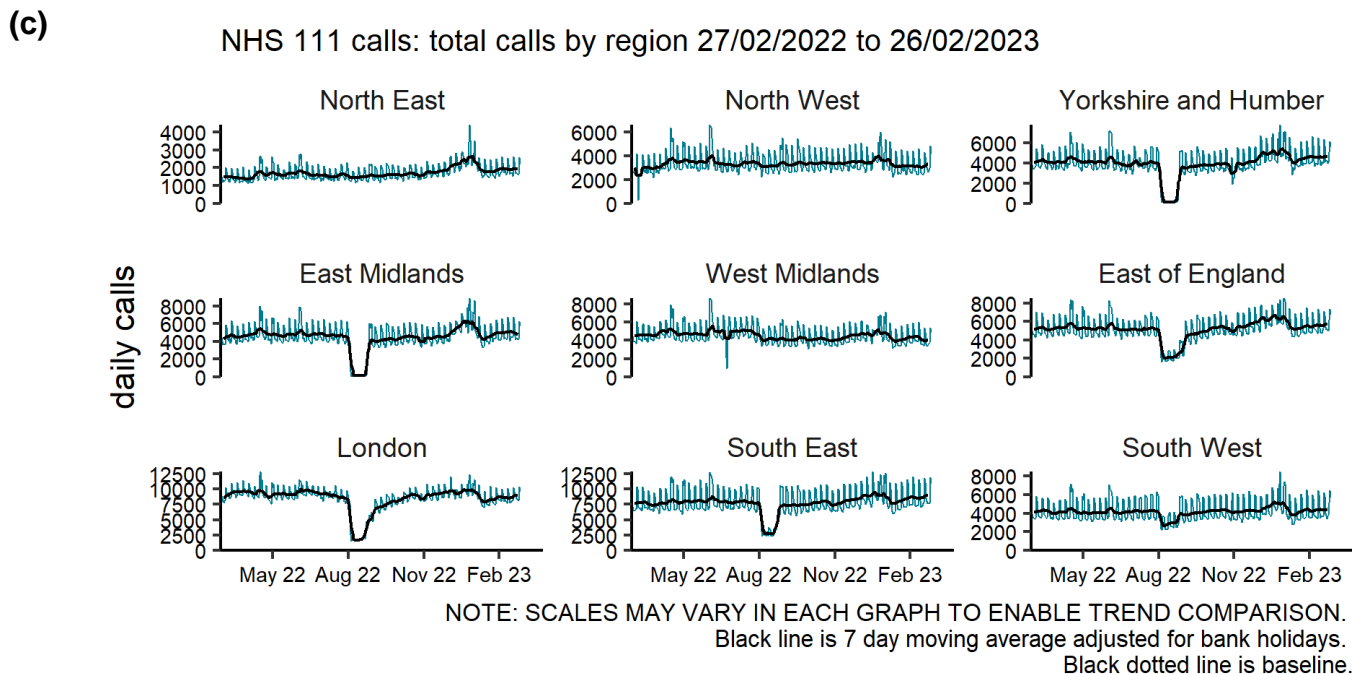 (c)
NHS 111 calls: total calls by region 27/02/2022 to 26/02/2023
North East
4000
3000
2000
1000
0
North West
6000
4000
2000
0
Yorkshire and Humber
6000
4000
2000
0
daily calls
East Midlands
8000
6000
4000
2000
0
West Midlands
8000
6000
4000
2000
0
East of England
8000
6000
4000
2000
0
London
12500
10000
7500
5000
2500
0
May 22 Aug 22 Nov 22 Feb 23
South East
12500
10000
7500
5000
2500
0
May 22 Aug 22 Nov 22 Feb 23
South West
8000
6000
4000
2000
0
May 22 Aug 22 Nov 22 Feb 23
NOTE: SCALES MAY VARY IN EACH GRAPH TO ENABLE TREND COMPARISON.
Black line is 7 day moving average adjusted for bank holidays.
Black dotted line is baseline.